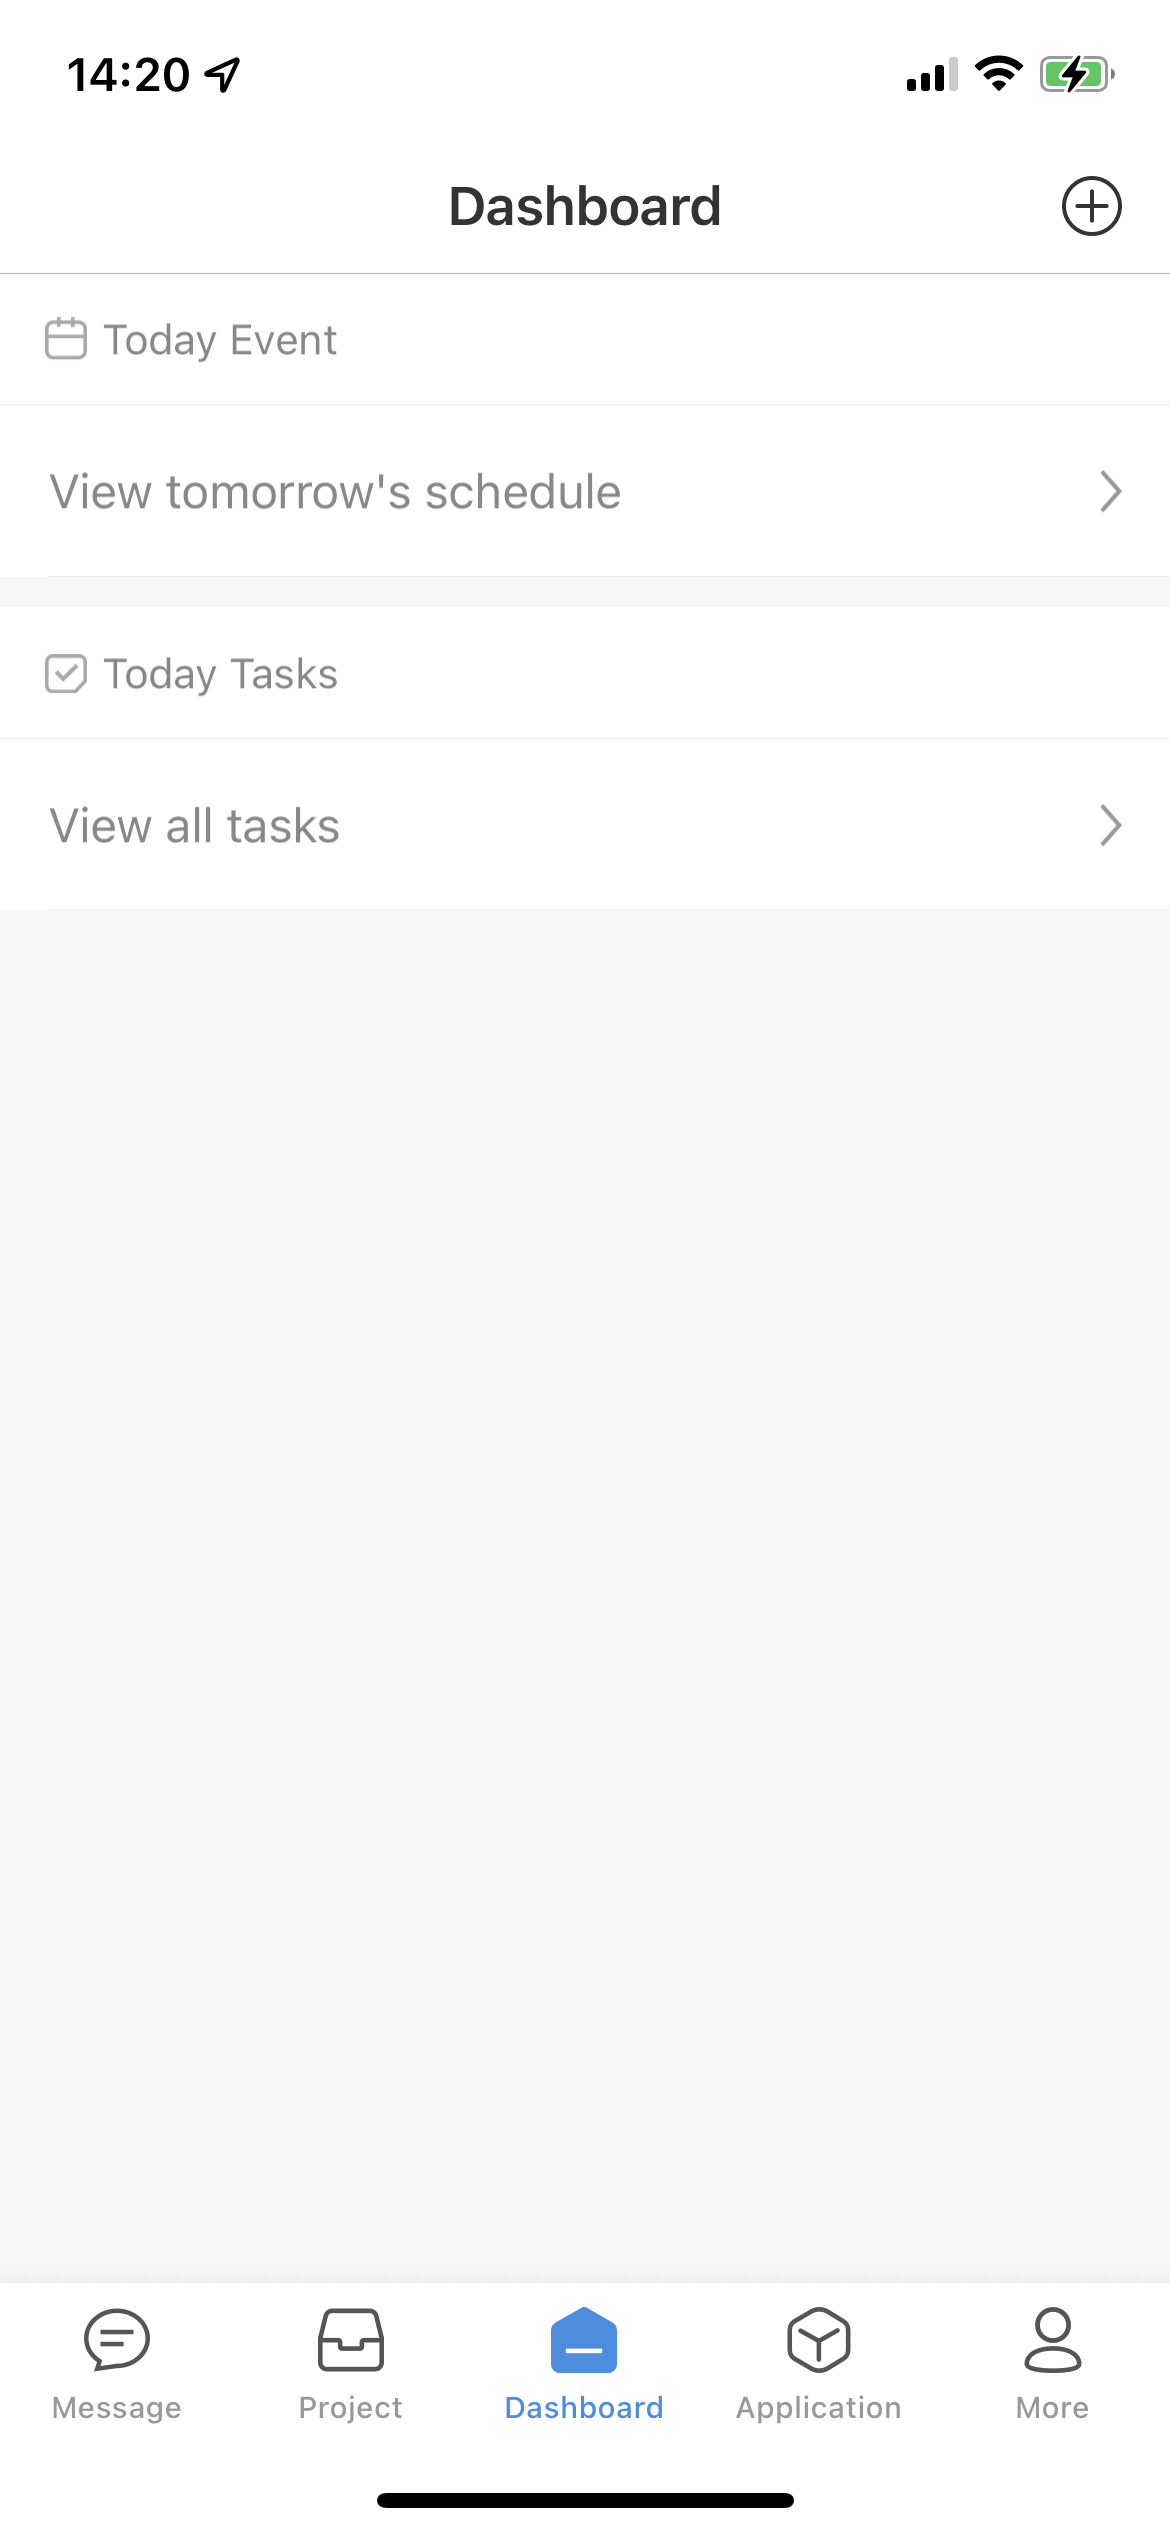 14:20
Dashboard
Today Event
View tomorrow's schedule
Today Tasks
View all tasks
Message
Project
Dashboard
Application
More